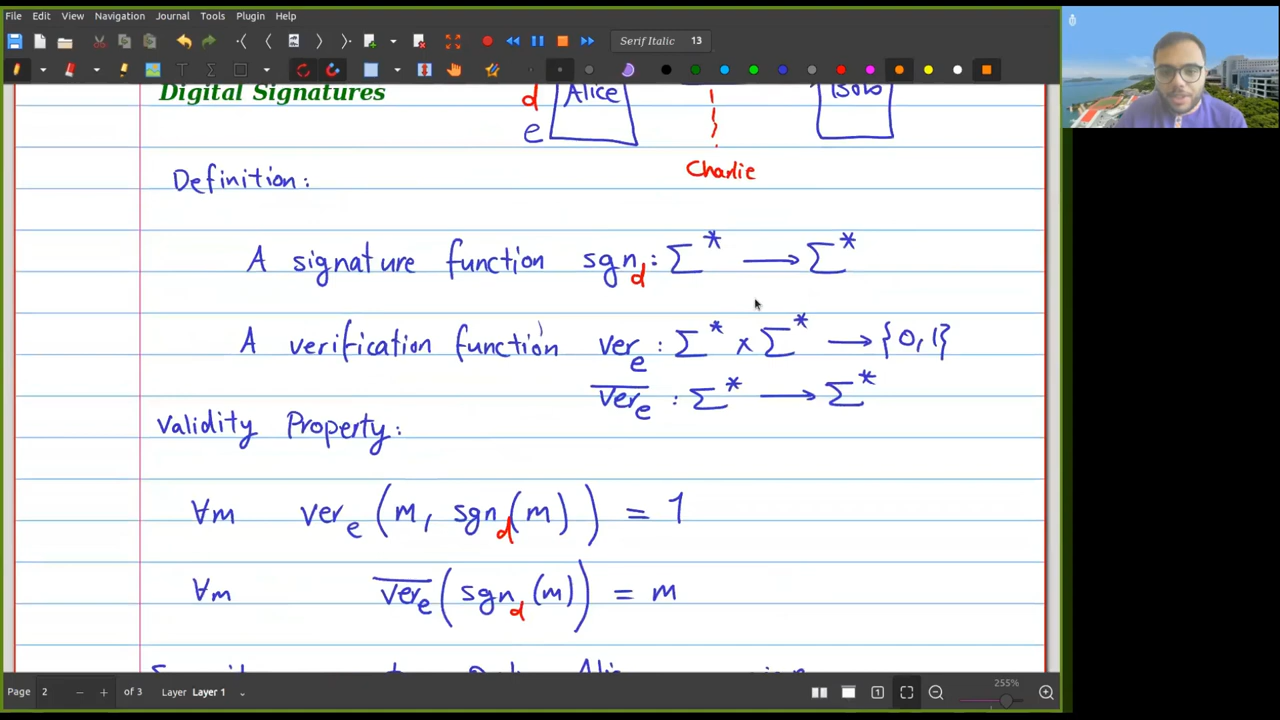 File Edit View Navigation Journal Tools Plugin Help
Serif Italic 13
Digital Signatures
d Alice Bob
e
Charlie
Definition:
A signature function sgn_d : Σ* → Σ*
A verification function ver_e : Σ* × Σ* → {0,1}
\overline{ver_e} : Σ* → Σ*
Validity Property:
∀m ver_e (m, sgn_d(m)) = 1
∀m \overline{ver_e} (sgn_d(m)) = m
Page 2 of 3 Layer Layer 1 255%